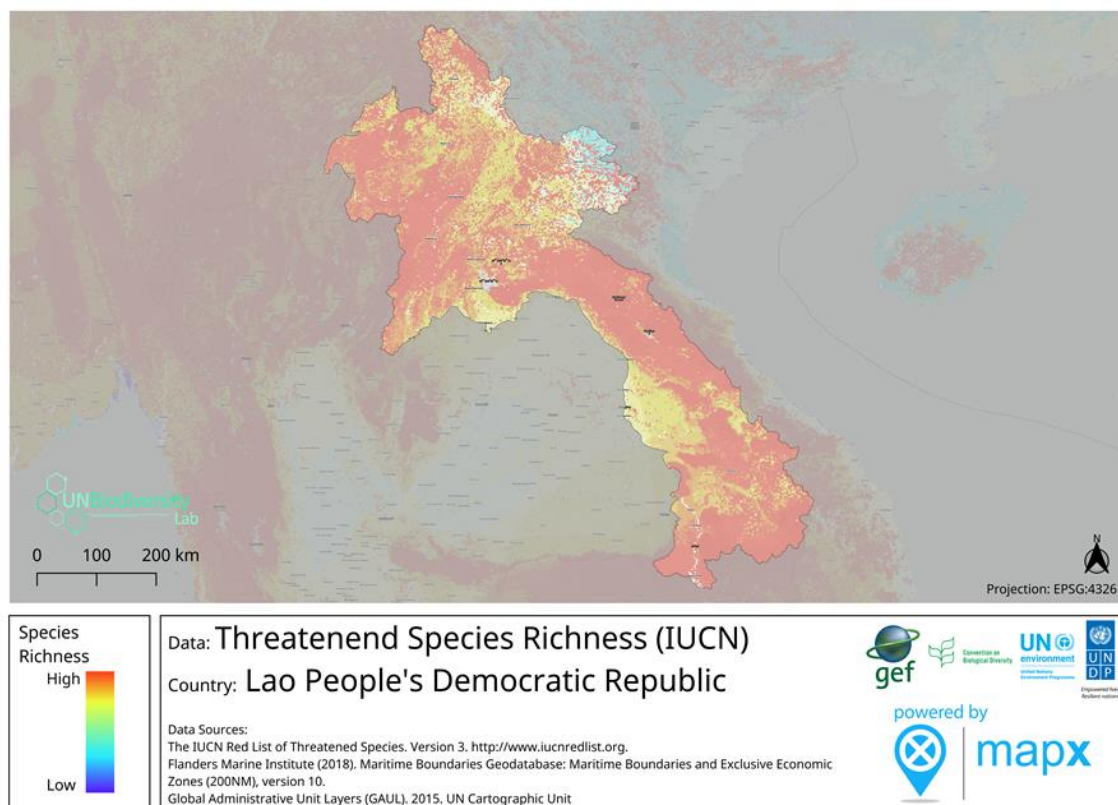 UNBiodiversity
Lab
0 100 200 km
N
Projection: EPSG:4326
Species
Richness
High
Low
Data: Threatenend Species Richness (IUCN)
Country: Lao People's Democratic Republic
Data Sources:
The IUCN Red List of Threatened Species. Version 3. http://www.iucnredlist.org.
Flanders Marine Institute (2018). Maritime Boundaries Geodatabase: Maritime Boundaries and Exclusive Economic
Zones (200NM), version 10.
Global Administrative Unit Layers (GAUL). 2015. UN Cartographic Unit
gef
Convention on
Biological Diversity
UN
environment
United Nations
Environment Programme
U N
D P
Resilient nations
powered by
mapx